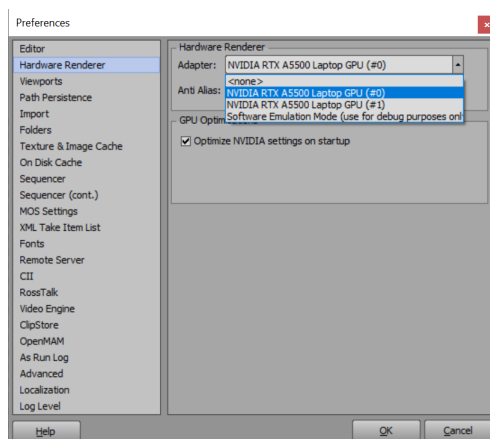 Preferences
Editor
Hardware Renderer
Viewports
Path Persistence
Import
Folders
Texture & Image Cache
On Disk Cache
Sequencer
Sequencer (cont.)
MOS Settings
XML Take Item List
Fonts
Remote Server
CII
RossTalk
Video Engine
ClipStore
OpenMAM
As Run Log
Advanced
Localization
Log Level
Hardware Renderer
Adapter: NVIDIA RTX A5500 Laptop GPU (#0)
<none>
NVIDIA RTX A5500 Laptop GPU (#0)
NVIDIA RTX A5500 Laptop GPU (#1)
Software Emulation Mode (use for debug purposes onl
Anti Alias:
GPU Optim
Optimize NVIDIA settings on startup
Help
OK
Cancel